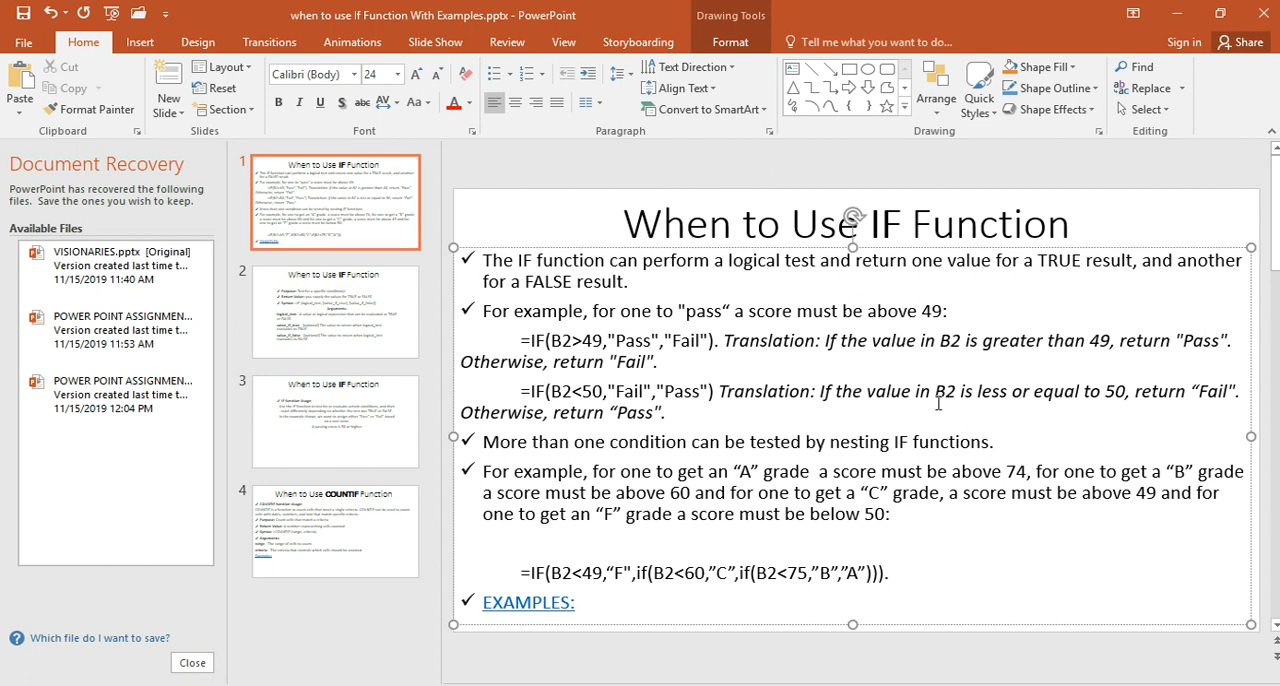 when to use If Function With Examples.pptx - PowerPoint
Drawing Tools
File Home Insert Design Transitions Animations Slide Show Review View Storyboarding Format Tell me what you want to do... Sign in Share
Paste
Cut
Copy
Format Painter
Clipboard
New Slide
Layout
Reset
Section
Slides
Calibri (Body) 24
B I U S abc AV Aa A
Font
Text Direction
Align Text
Convert to SmartArt
Paragraph
Arrange
Quick Styles
Shape Fill
Shape Outline
Shape Effects
Drawing
Find
Replace
Select
Editing
Document Recovery
PowerPoint has recovered the following
files. Save the ones you wish to keep.
Available Files
VISIONARIES.pptx [Original]
Version created last time t...
11/15/2019 11:40 AM
POWER POINT ASSIGNMEN...
Version created last time t...
11/15/2019 11:53 AM
POWER POINT ASSIGNMEN...
Version created last time t...
11/15/2019 12:04 PM
Which file do I want to save?
Close
1
When to Use IF Function
2
When to Use IF Function
3
When to Use IF Function
4
When to Use COUNTIF Function
When to Use IF Function
✓ The IF function can perform a logical test and return one value for a TRUE result, and another
for a FALSE result.
✓ For example, for one to "pass“ a score must be above 49:
=IF(B2>49,"Pass","Fail"). Translation: If the value in B2 is greater than 49, return "Pass".
Otherwise, return "Fail".
=IF(B2<50,"Fail","Pass") Translation: If the value in B2 is less or equal to 50, return “Fail".
Otherwise, return “Pass".
✓ More than one condition can be tested by nesting IF functions.
✓ For example, for one to get an “A” grade a score must be above 74, for one to get a “B” grade
a score must be above 60 and for one to get a “C” grade, a score must be above 49 and for
one to get an “F” grade a score must be below 50:
=IF(B2<49,“F",if(B2<60,”C”,if(B2<75,”B”,”A”))).
✓ EXAMPLES: